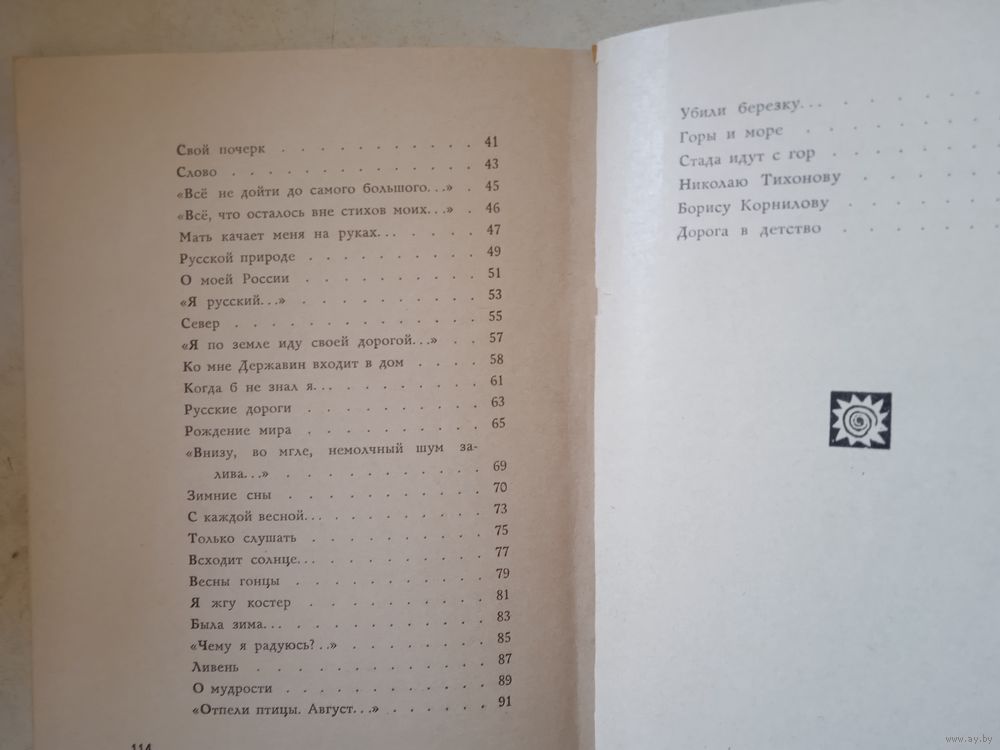 Свой почерк . . . . . . . . . . 41
Слово . . . . . . . . . . . . 43
«Всё не дойти до самого большого...» . 45
«Всё, что осталось вне стихов моих...» . 46
Мать качает меня на руках... . . . . 47
Русской природе . . . . . . . . . 49
О моей России . . . . . . . . . 51
«Я русский...» . . . . . . . . . 53
Север . . . . . . . . . . . . 55
«Я по земле иду своей дорогой...» . . 57
Ко мне Державин входит в дом . . . . 58
Когда б не знал я... . . . . . . . 61
Русские дороги . . . . . . . . . 63
Рождение мира . . . . . . . . . 65
«Внизу, во мгле, немолчный шум за-
лива...» . . . . . . . . . . . 69
Зимние сны . . . . . . . . . . 70
С каждой весной... . . . . . . . . 73
Только слушать . . . . . . . . . 75
Всходит солнце... . . . . . . . . 77
Весны гонцы . . . . . . . . . . 79
Я жгу костер . . . . . . . . . . 81
Была зима... . . . . . . . . . . 83
«Чему я радуюсь?..» . . . . . . . 85
Ливень . . . . . . . . . . . . 87
О мудрости . . . . . . . . . . 89
«Отпели птицы. Август...» . . . . . 91
114
Убили березку... . . . . .
Горы и море . . . . . .
Стада идут с гор . . . . .
Николаю Тихонову . . . .
Борису Корнилову . . . . .
Дорога в детство . . . . .
www.ay.by